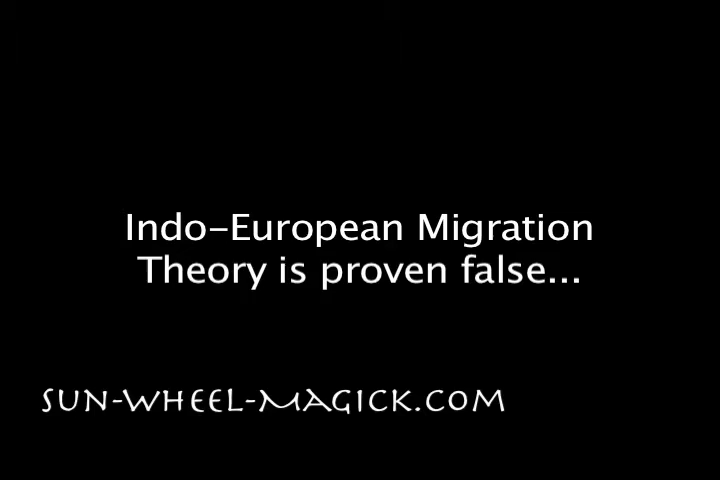 Indo-European Migration
Theory is proven false...
SUN-WHEEL-MAGICK.COM